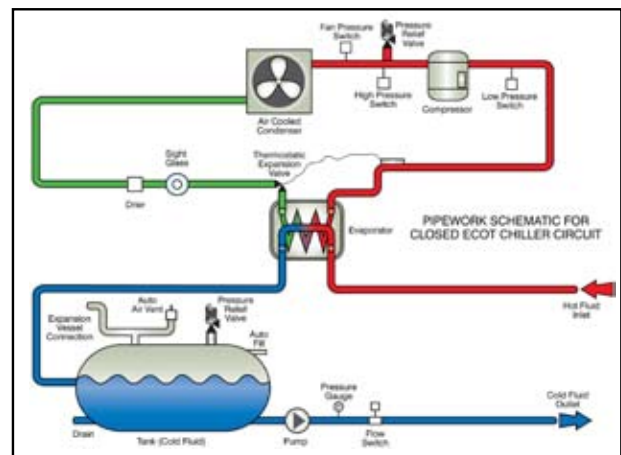 Fan Pressure
Switch
Pressure
Relief
Valve
Air Cooled
Condenser
High Pressure
Switch
Compressor
Low Pressure
Switch
Sight
Glass
Thermostatic
Expansion
Valve
Drier
Evaporator
PIPEWORK SCHEMATIC FOR
CLOSED ECOT CHILLER CIRCUIT
Hot Fluid
Inlet
Expansion
Vessel
Connection
Auto
Air Vent
Pressure
Relief
Valve
Auto
Fill
Pressure
Gauge
Cold Fluid
Outlet
Drain
Tank (Cold Fluid)
Pump
Flow
Switch